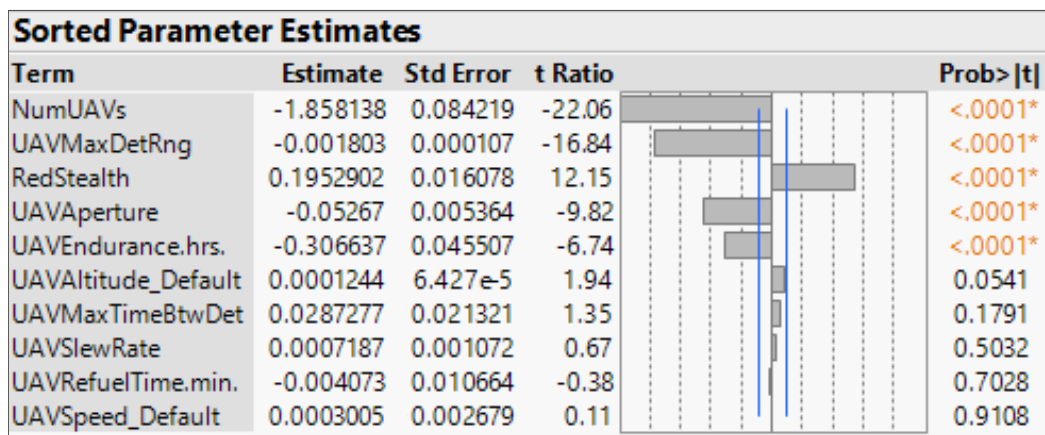 Sorted Parameter Estimates
Term Estimate Std Error t Ratio Prob>|t|
NumUAVs -1.858138 0.084219 -22.06 <.0001*
UAVMaxDetRng -0.001803 0.000107 -16.84 <.0001*
RedStealth 0.1952902 0.016078 12.15 <.0001*
UAVAperture -0.05267 0.005364 -9.82 <.0001*
UAVEndurance.hrs. -0.306637 0.045507 -6.74 <.0001*
UAVAltitude_Default 0.0001244 6.427e-5 1.94 0.0541
UAVMaxTimeBtwDet 0.0287277 0.021321 1.35 0.1791
UAVSlewRate 0.0007187 0.001072 0.67 0.5032
UAVRefuelTime.min. -0.004073 0.010664 -0.38 0.7028
UAVSpeed_Default 0.0003005 0.002679 0.11 0.9108